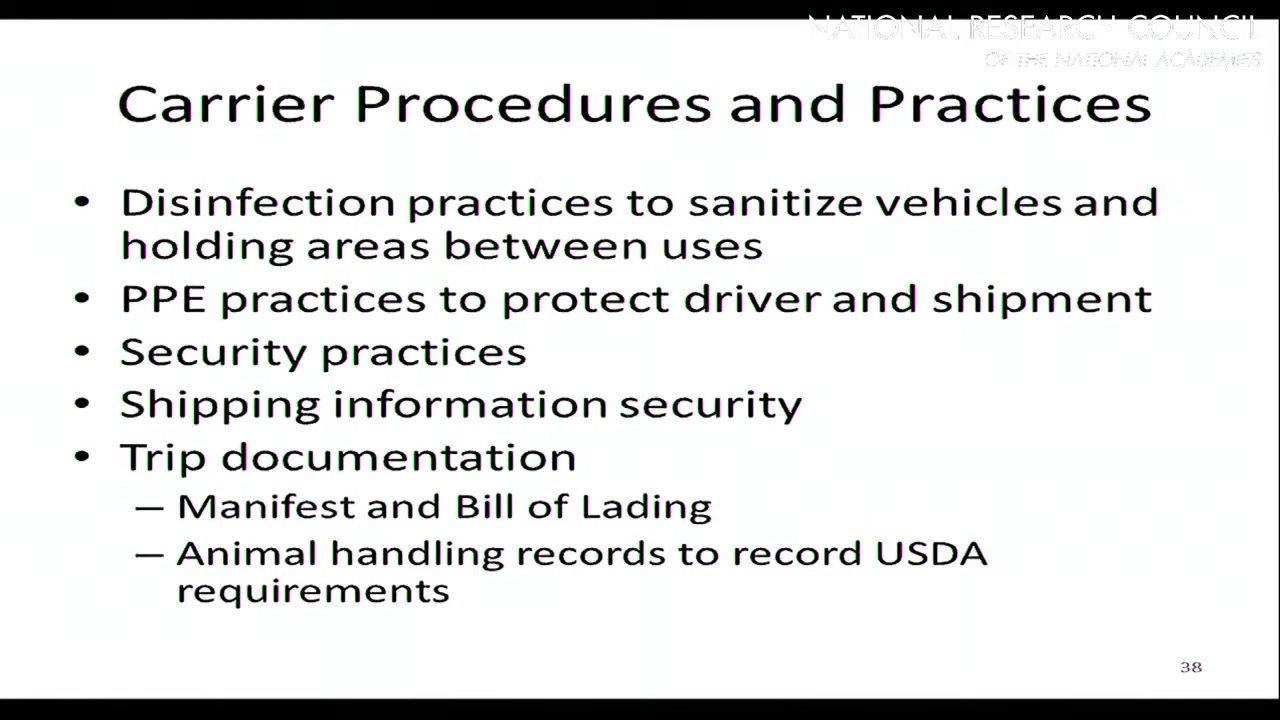 NATIONAL RESEARCH COUNCIL
OF THE NATIONAL ACADEMIES
Carrier Procedures and Practices
• Disinfection practices to sanitize vehicles and
holding areas between uses
• PPE practices to protect driver and shipment
• Security practices
• Shipping information security
• Trip documentation
– Manifest and Bill of Lading
– Animal handling records to record USDA
requirements
38